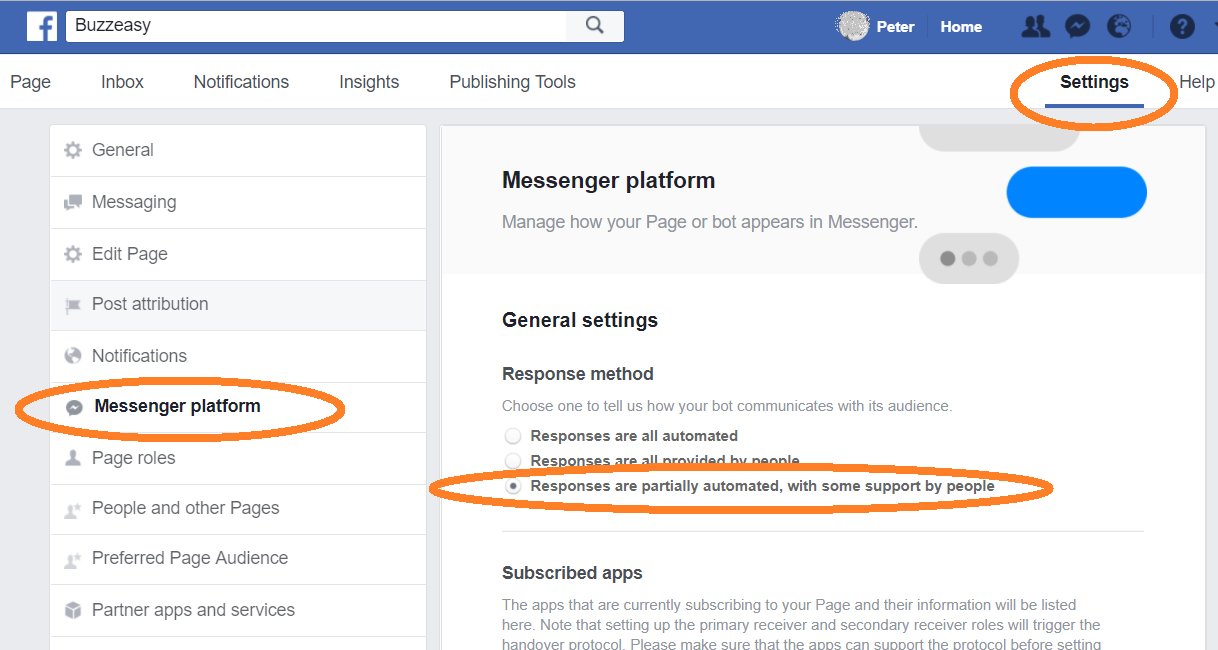 f
Buzzeasy
Peter
Home
?
Page
Inbox
Notifications
Insights
Publishing Tools
Settings
Help
General
Messaging
Edit Page
Post attribution
Notifications
Messenger platform
Page roles
People and other Pages
Preferred Page Audience
Partner apps and services
Messenger platform
Manage how your Page or bot appears in Messenger.
General settings
Response method
Choose one to tell us how your bot communicates with its audience.
Responses are all automated
Responses are all provided by people
Responses are partially automated, with some support by people
Subscribed apps
The apps that are currently subscribing to your Page and their information will be listed
here. Note that setting up the primary receiver and secondary receiver roles will trigger the
handover protocol. Please make sure that the apps can support the protocol before setting